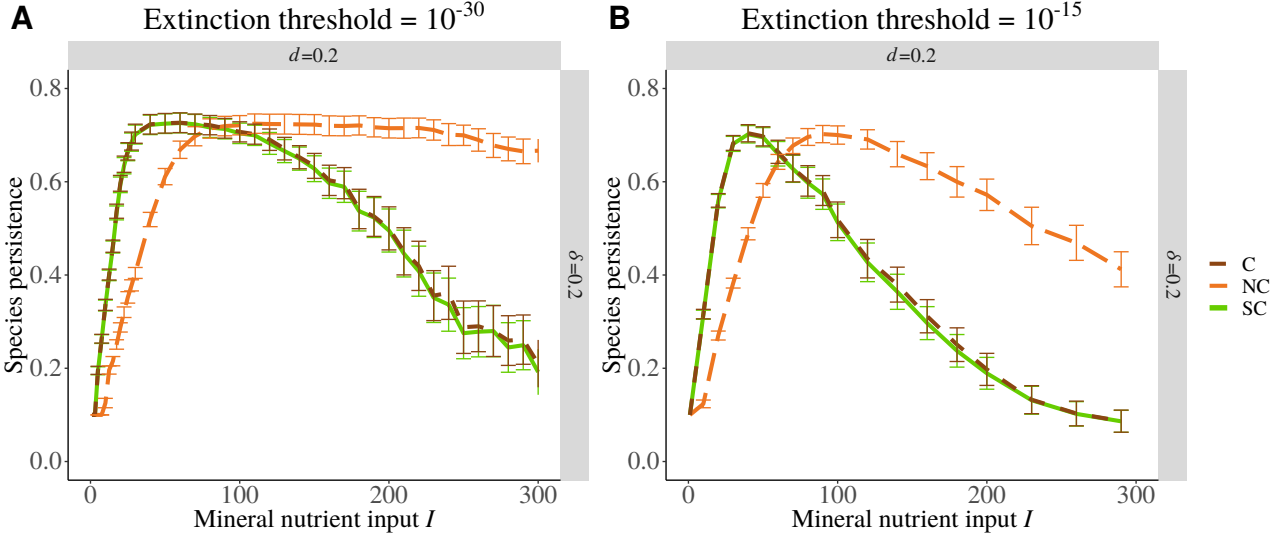 A Extinction threshold = 10^-30
d=0.2
Species persistence
0.8
0.6
0.4
0.2
0.0
δ=0.2
0 100 200 300
Mineral nutrient input I
B Extinction threshold = 10^-15
d=0.2
Species persistence
0.8
0.6
0.4
0.2
0.0
δ=0.2
0 100 200 300
Mineral nutrient input I
C
NC
SC